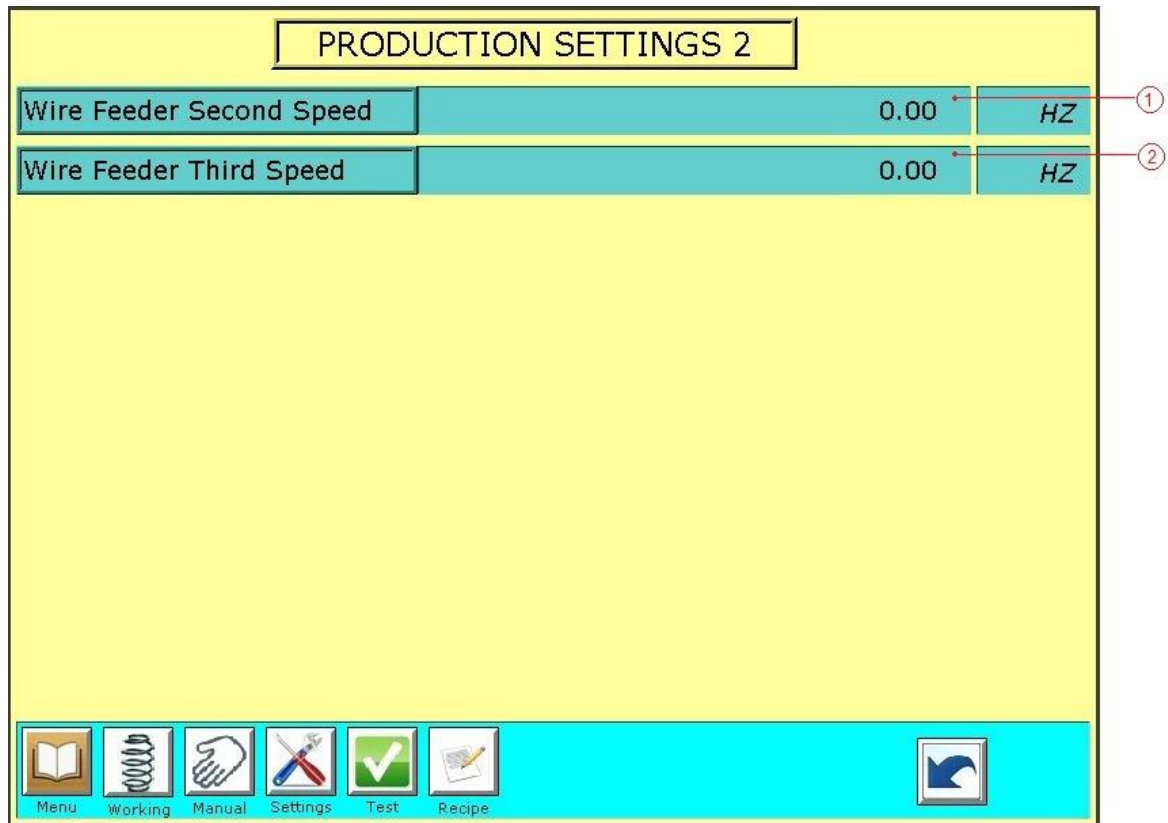 PRODUCTION SETTINGS 2
Wire Feeder Second Speed 0.00 HZ 1
Wire Feeder Third Speed 0.00 HZ 2
Menu Working Manual Settings Test Recipe